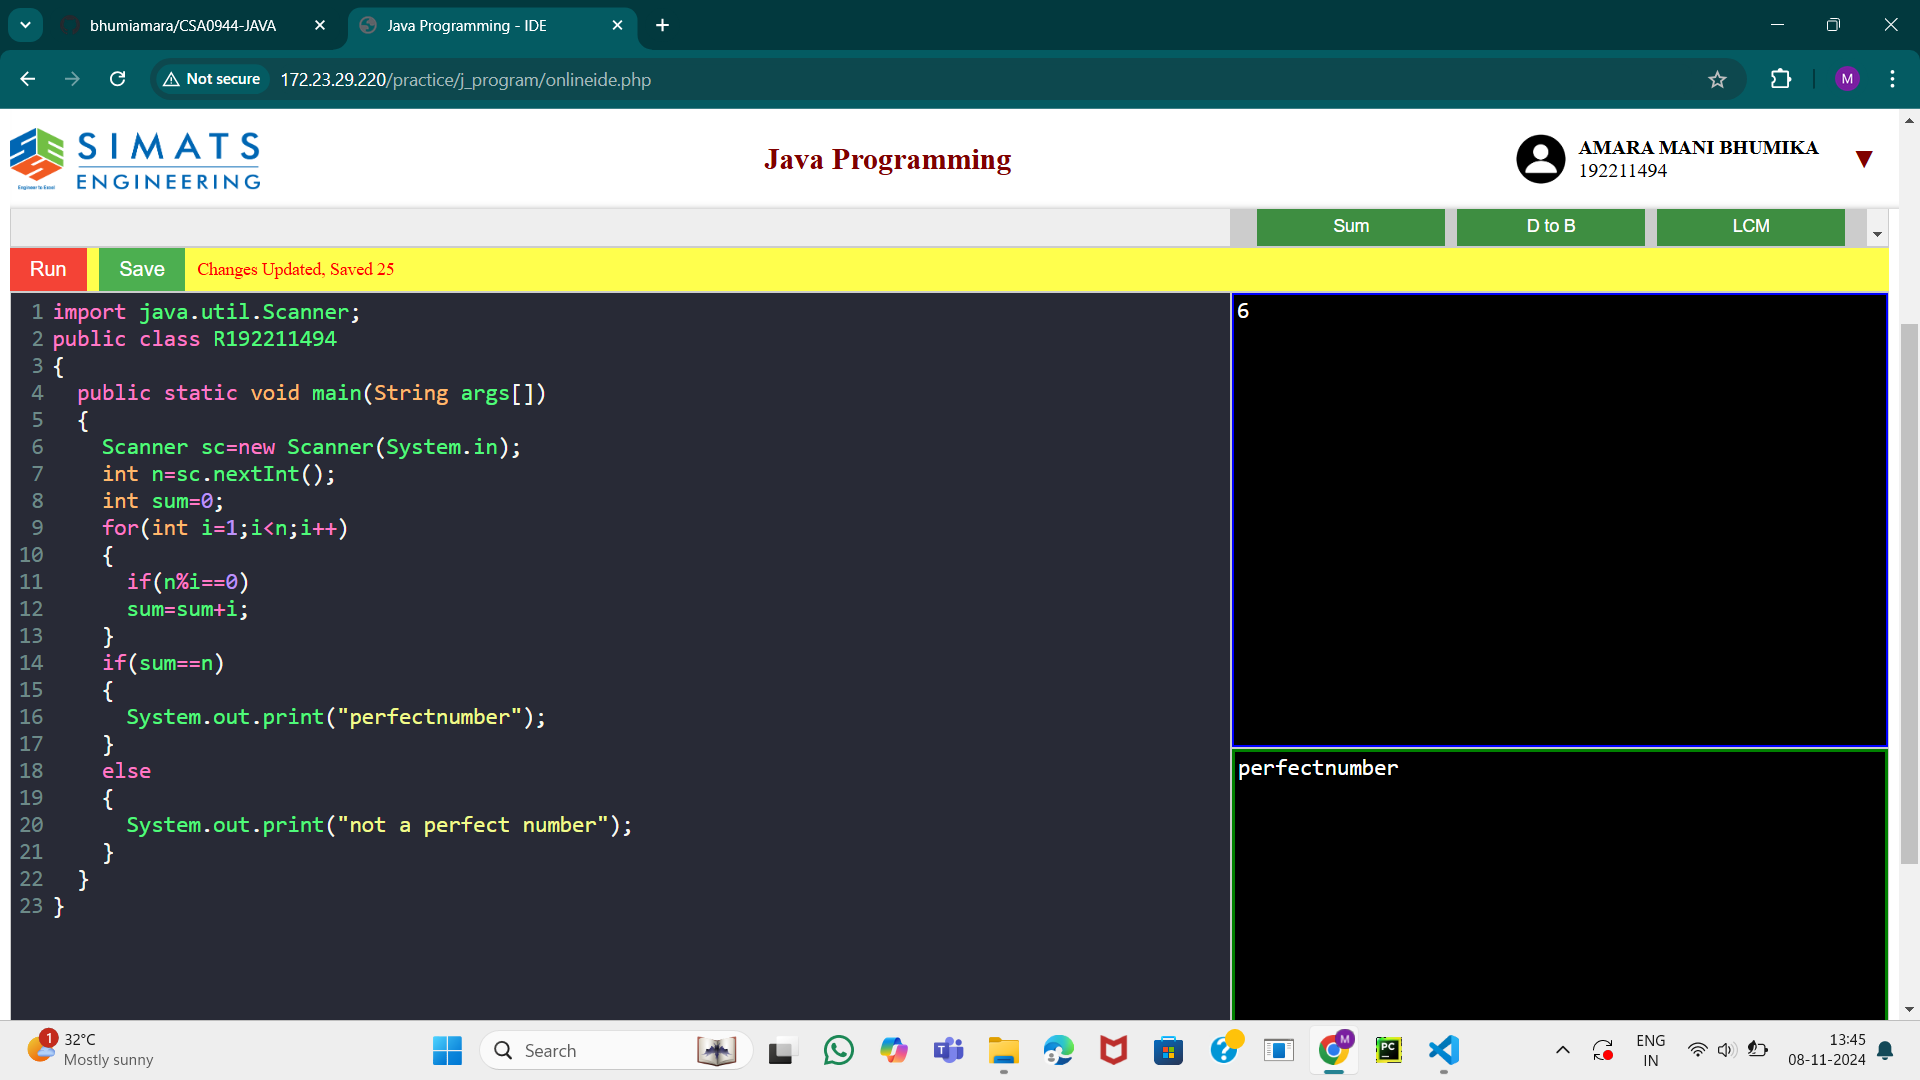 bhumiamara/CSA0944-JAVA
Java Programming - IDE
Not secure
172.23.29.220/practice/j_program/onlineide.php
M
SIMATS
ENGINEERING
Engineer to Excel
Java Programming
AMARA MANI BHUMIKA
192211494
Sum
D to B
LCM
Run
Save
Changes Updated, Saved 25
1 import java.util.Scanner;
2 public class R192211494
3 {
4 public static void main(String args[])
5 {
6 Scanner sc=new Scanner(System.in);
7 int n=sc.nextInt();
8 int sum=0;
9 for(int i=1;i<n;i++)
10 {
11 if(n%i==0)
12 sum=sum+i;
13 }
14 if(sum==n)
15 {
16 System.out.print("perfectnumber");
17 }
18 else
19 {
20 System.out.print("not a perfect number");
21 }
22 }
23 }
6
perfectnumber
1
32°C
Mostly sunny
Search
M
PC
ENG
IN
13:45
08-11-2024